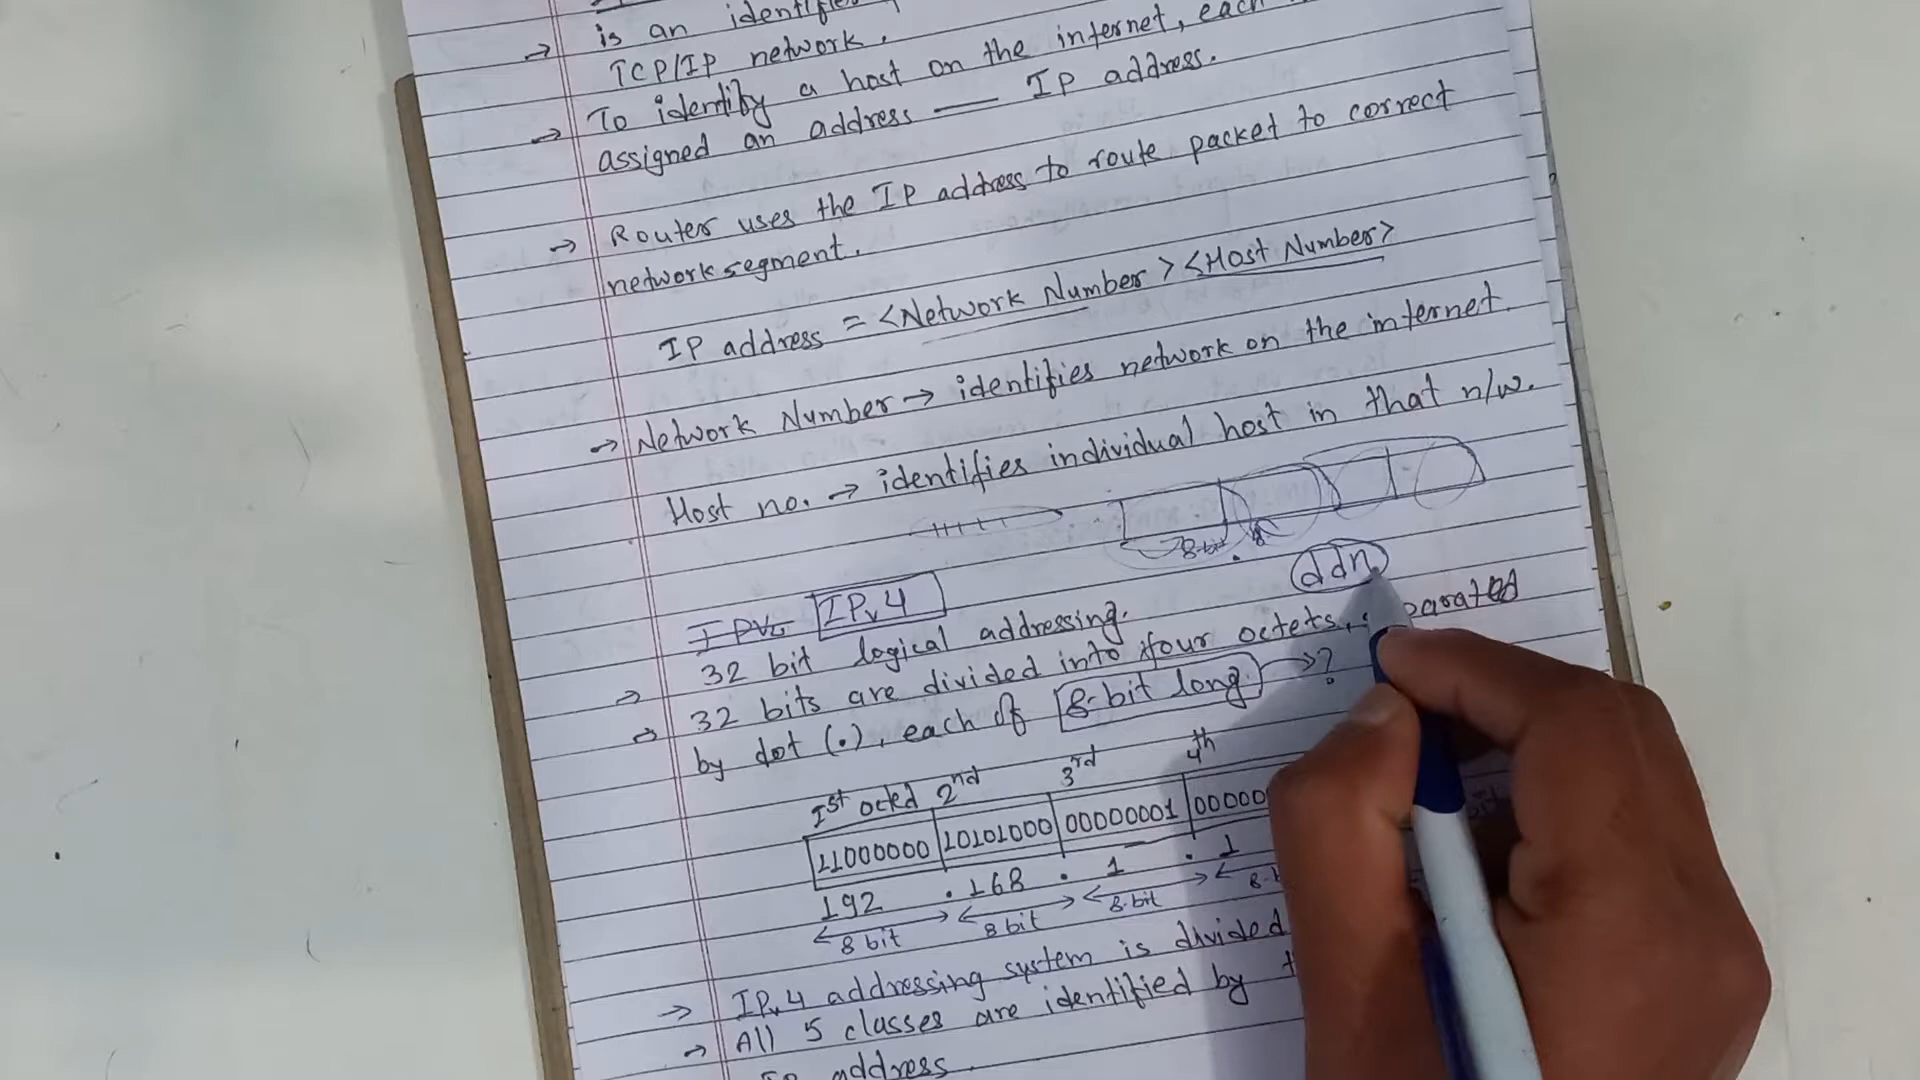 → is an identifie
TCP/IP network.
→ To identify a host on the internet, each
assigned an address — IP address.
→ Router uses the IP address to route packet to correct
network segment.
IP address = <Network Number> <Host Number>
→ Network Number → identifies network on the internet.
Host no. → identifies individual host in that n/w.
8-bit 8
ddn
IPV4 IPv4
→ 32 bit logical addressing.
→ 32 bits are divided into four octets, separated
by dot (.), each of 8-bit long. → ?
1st octed 2nd 3rd 4th
11000000 10101000 00000001 00000
192 . 168 . 1 . 1
8 bit 8 bit 8-bit 8-b
→ IPv4 addressing system is divided
→ All 5 classes are identified by
address.